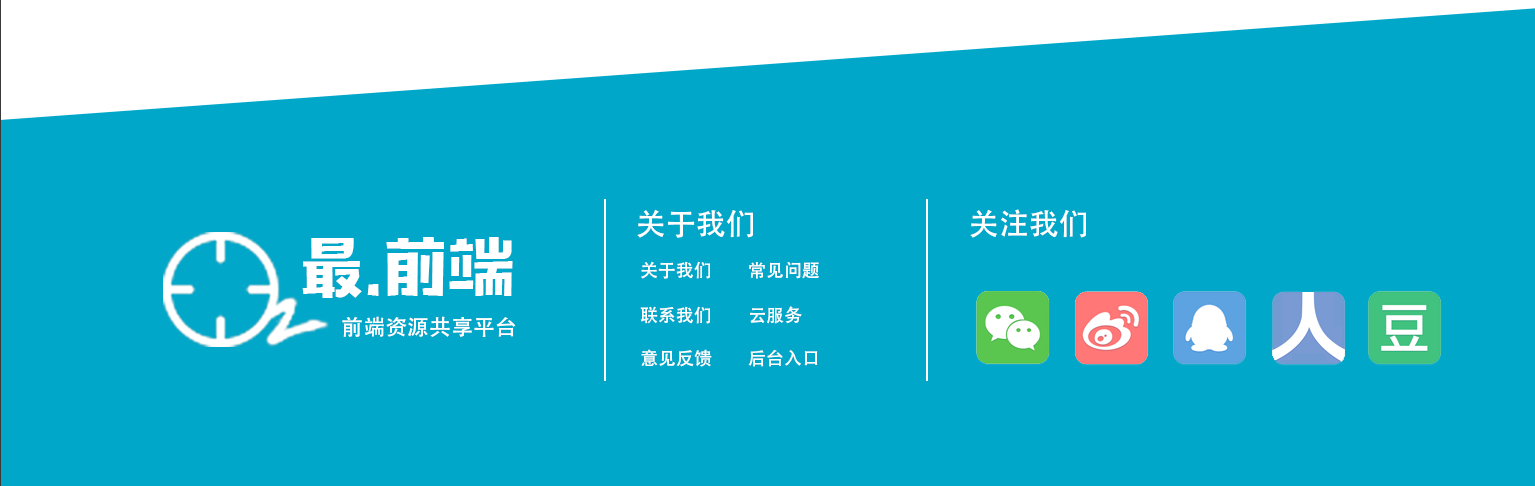 最.前端
前端资源共享平台
关于我们
关于我们 常见问题
联系我们 云服务
意见反馈 后台入口
关注我们
人 豆